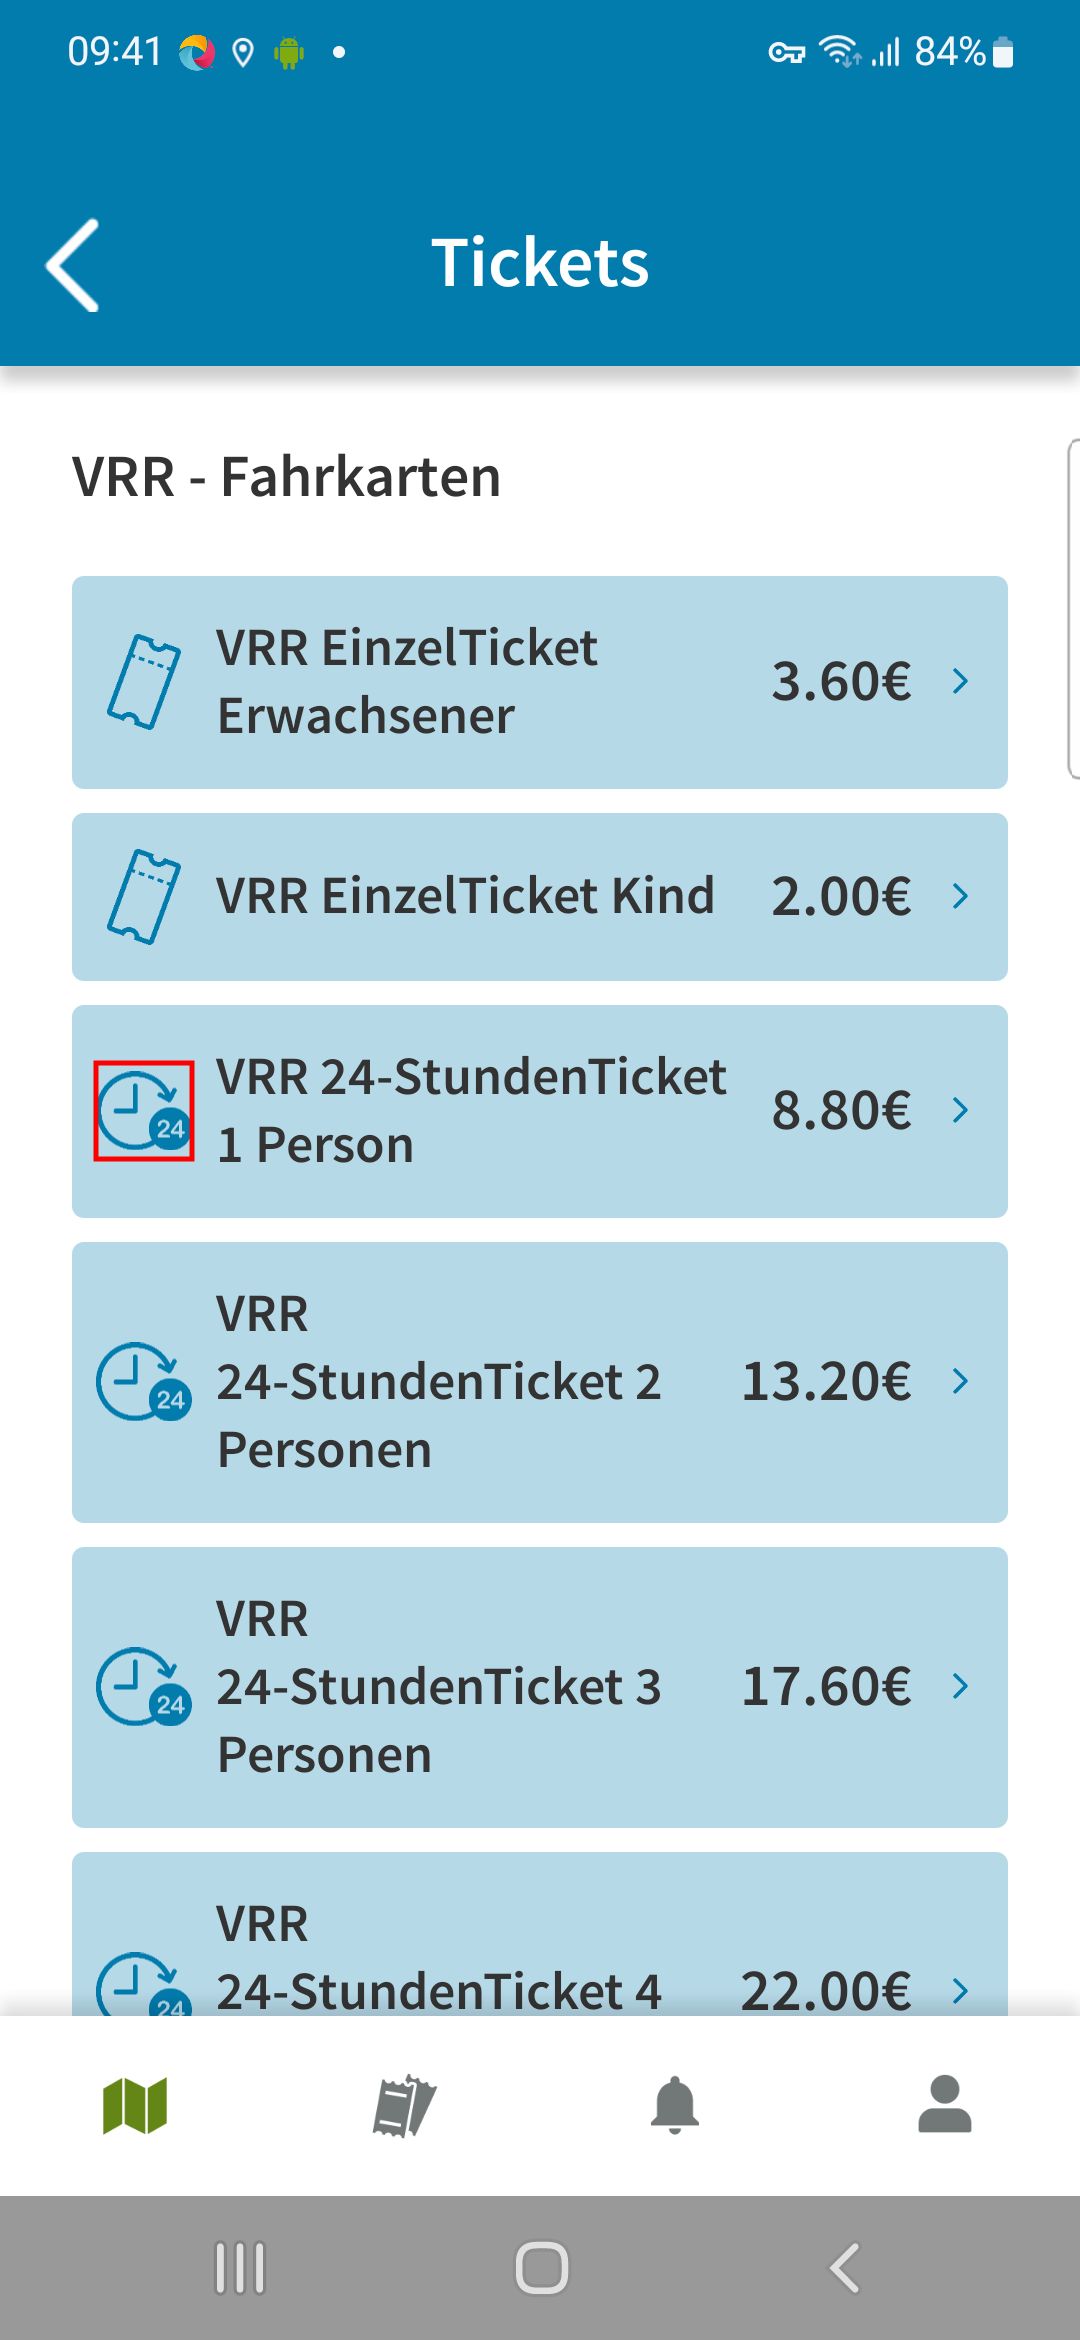 09:41
84%
Tickets
VRR - Fahrkarten
VRR EinzelTicket
Erwachsener
3.60€
VRR EinzelTicket Kind
2.00€
24
VRR 24-StundenTicket
1 Person
8.80€
24
VRR
24-StundenTicket 2
Personen
13.20€
24
VRR
24-StundenTicket 3
Personen
17.60€
24
VRR
24-StundenTicket 4
22.00€